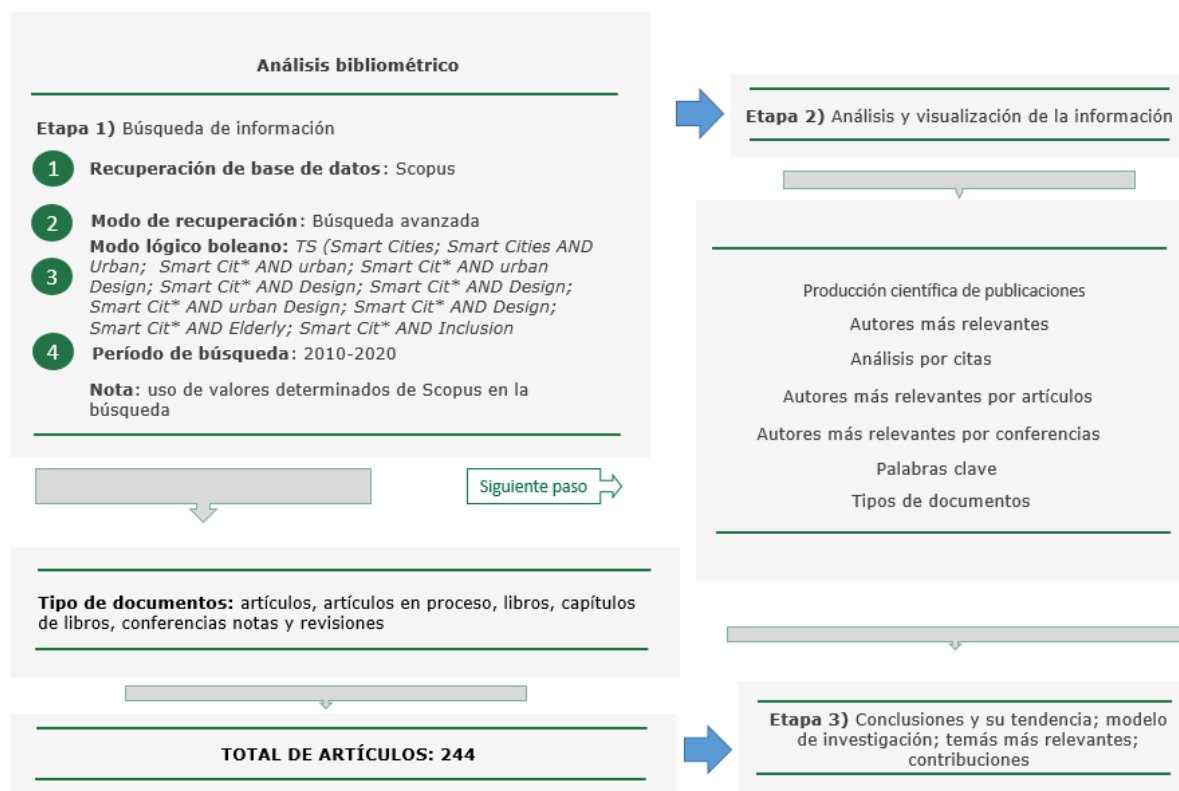 Análisis bibliométrico
Etapa 1) Búsqueda de información
1 Recuperación de base de datos: Scopus
2 Modo de recuperación: Búsqueda avanzada
3 Modo lógico boleano: TS (Smart Cities; Smart Cities AND
Urban; Smart Cit* AND urban; Smart Cit* AND urban
Design; Smart Cit* AND Design; Smart Cit* AND Design;
Smart Cit* AND urban Design; Smart Cit* AND Design;
Smart Cit* AND Elderly; Smart Cit* AND Inclusion
4 Período de búsqueda: 2010-2020
Nota: uso de valores determinados de Scopus en la
búsqueda
Siguiente paso
Tipo de documentos: artículos, artículos en proceso, libros, capítulos
de libros, conferencias notas y revisiones
TOTAL DE ARTÍCULOS: 244
Etapa 2) Análisis y visualización de la información
Producción científica de publicaciones
Autores más relevantes
Análisis por citas
Autores más relevantes por artículos
Autores más relevantes por conferencias
Palabras clave
Tipos de documentos
Etapa 3) Conclusiones y su tendencia; modelo
de investigación; temás más relevantes;
contribuciones